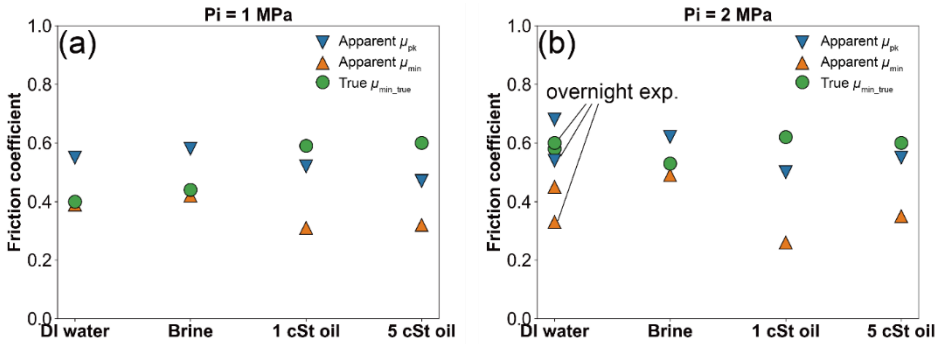 Pi = 1 MPa
(a)
Apparent μpk
Apparent μmin
True μmin_true
Friction coefficient
1.0
0.8
0.6
0.4
0.2
0.0
DI water Brine 1 cSt oil 5 cSt oil
Pi = 2 MPa
(b)
Apparent μpk
Apparent μmin
True μmin_true
overnight exp.
Friction coefficient
1.0
0.8
0.6
0.4
0.2
0.0
DI water Brine 1 cSt oil 5 cSt oil